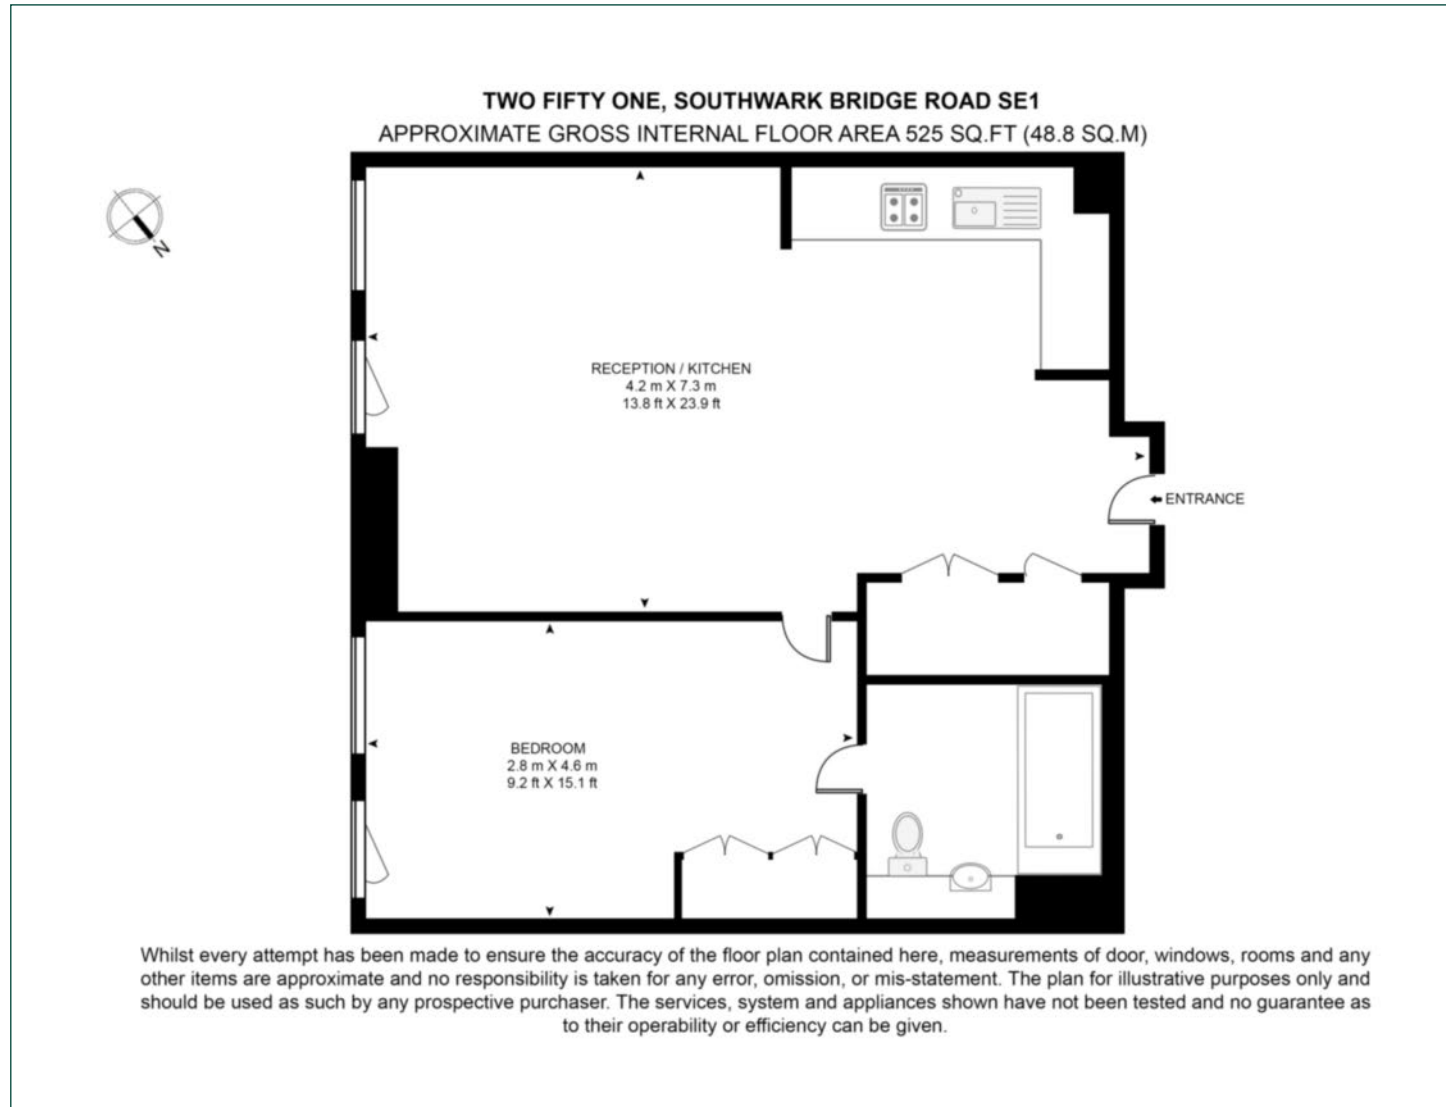 TWO FIFTY ONE, SOUTHWARK BRIDGE ROAD SE1
APPROXIMATE GROSS INTERNAL FLOOR AREA 525 SQ.FT (48.8 SQ.M)
N
RECEPTION / KITCHEN
4.2 m X 7.3 m
13.8 ft X 23.9 ft
ENTRANCE
BEDROOM
2.8 m X 4.6 m
9.2 ft X 15.1 ft
Whilst every attempt has been made to ensure the accuracy of the floor plan contained here, measurements of door, windows, rooms and any
other items are approximate and no responsibility is taken for any error, omission, or mis-statement. The plan for illustrative purposes only and
should be used as such by any prospective purchaser. The services, system and appliances shown have not been tested and no guarantee as
to their operability or efficiency can be given.